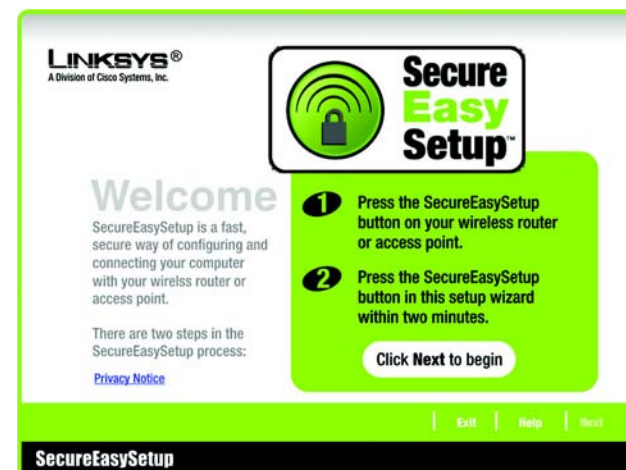 LINKSYS®
A Division of Cisco Systems, Inc.
Secure
Easy
Setup™
Welcome
SecureEasySetup is a fast,
secure way of configuring and
connecting your computer
with your wirelss router or
access point.
There are two steps in the
SecureEasySetup process:
Privacy Notice
1 Press the SecureEasySetup
button on your wireless router
or access point.
2 Press the SecureEasySetup
button in this setup wizard
within two minutes.
Click Next to begin
Exit Help Next
SecureEasySetup